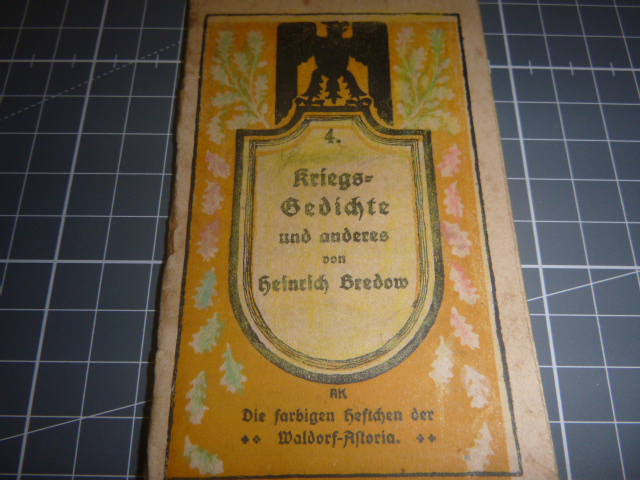 4.
Kriegs=
Gedichte
und anderes
von
Heinrich Bredow
AK
Die farbigen Heftchen der
Waldorf=Astoria.